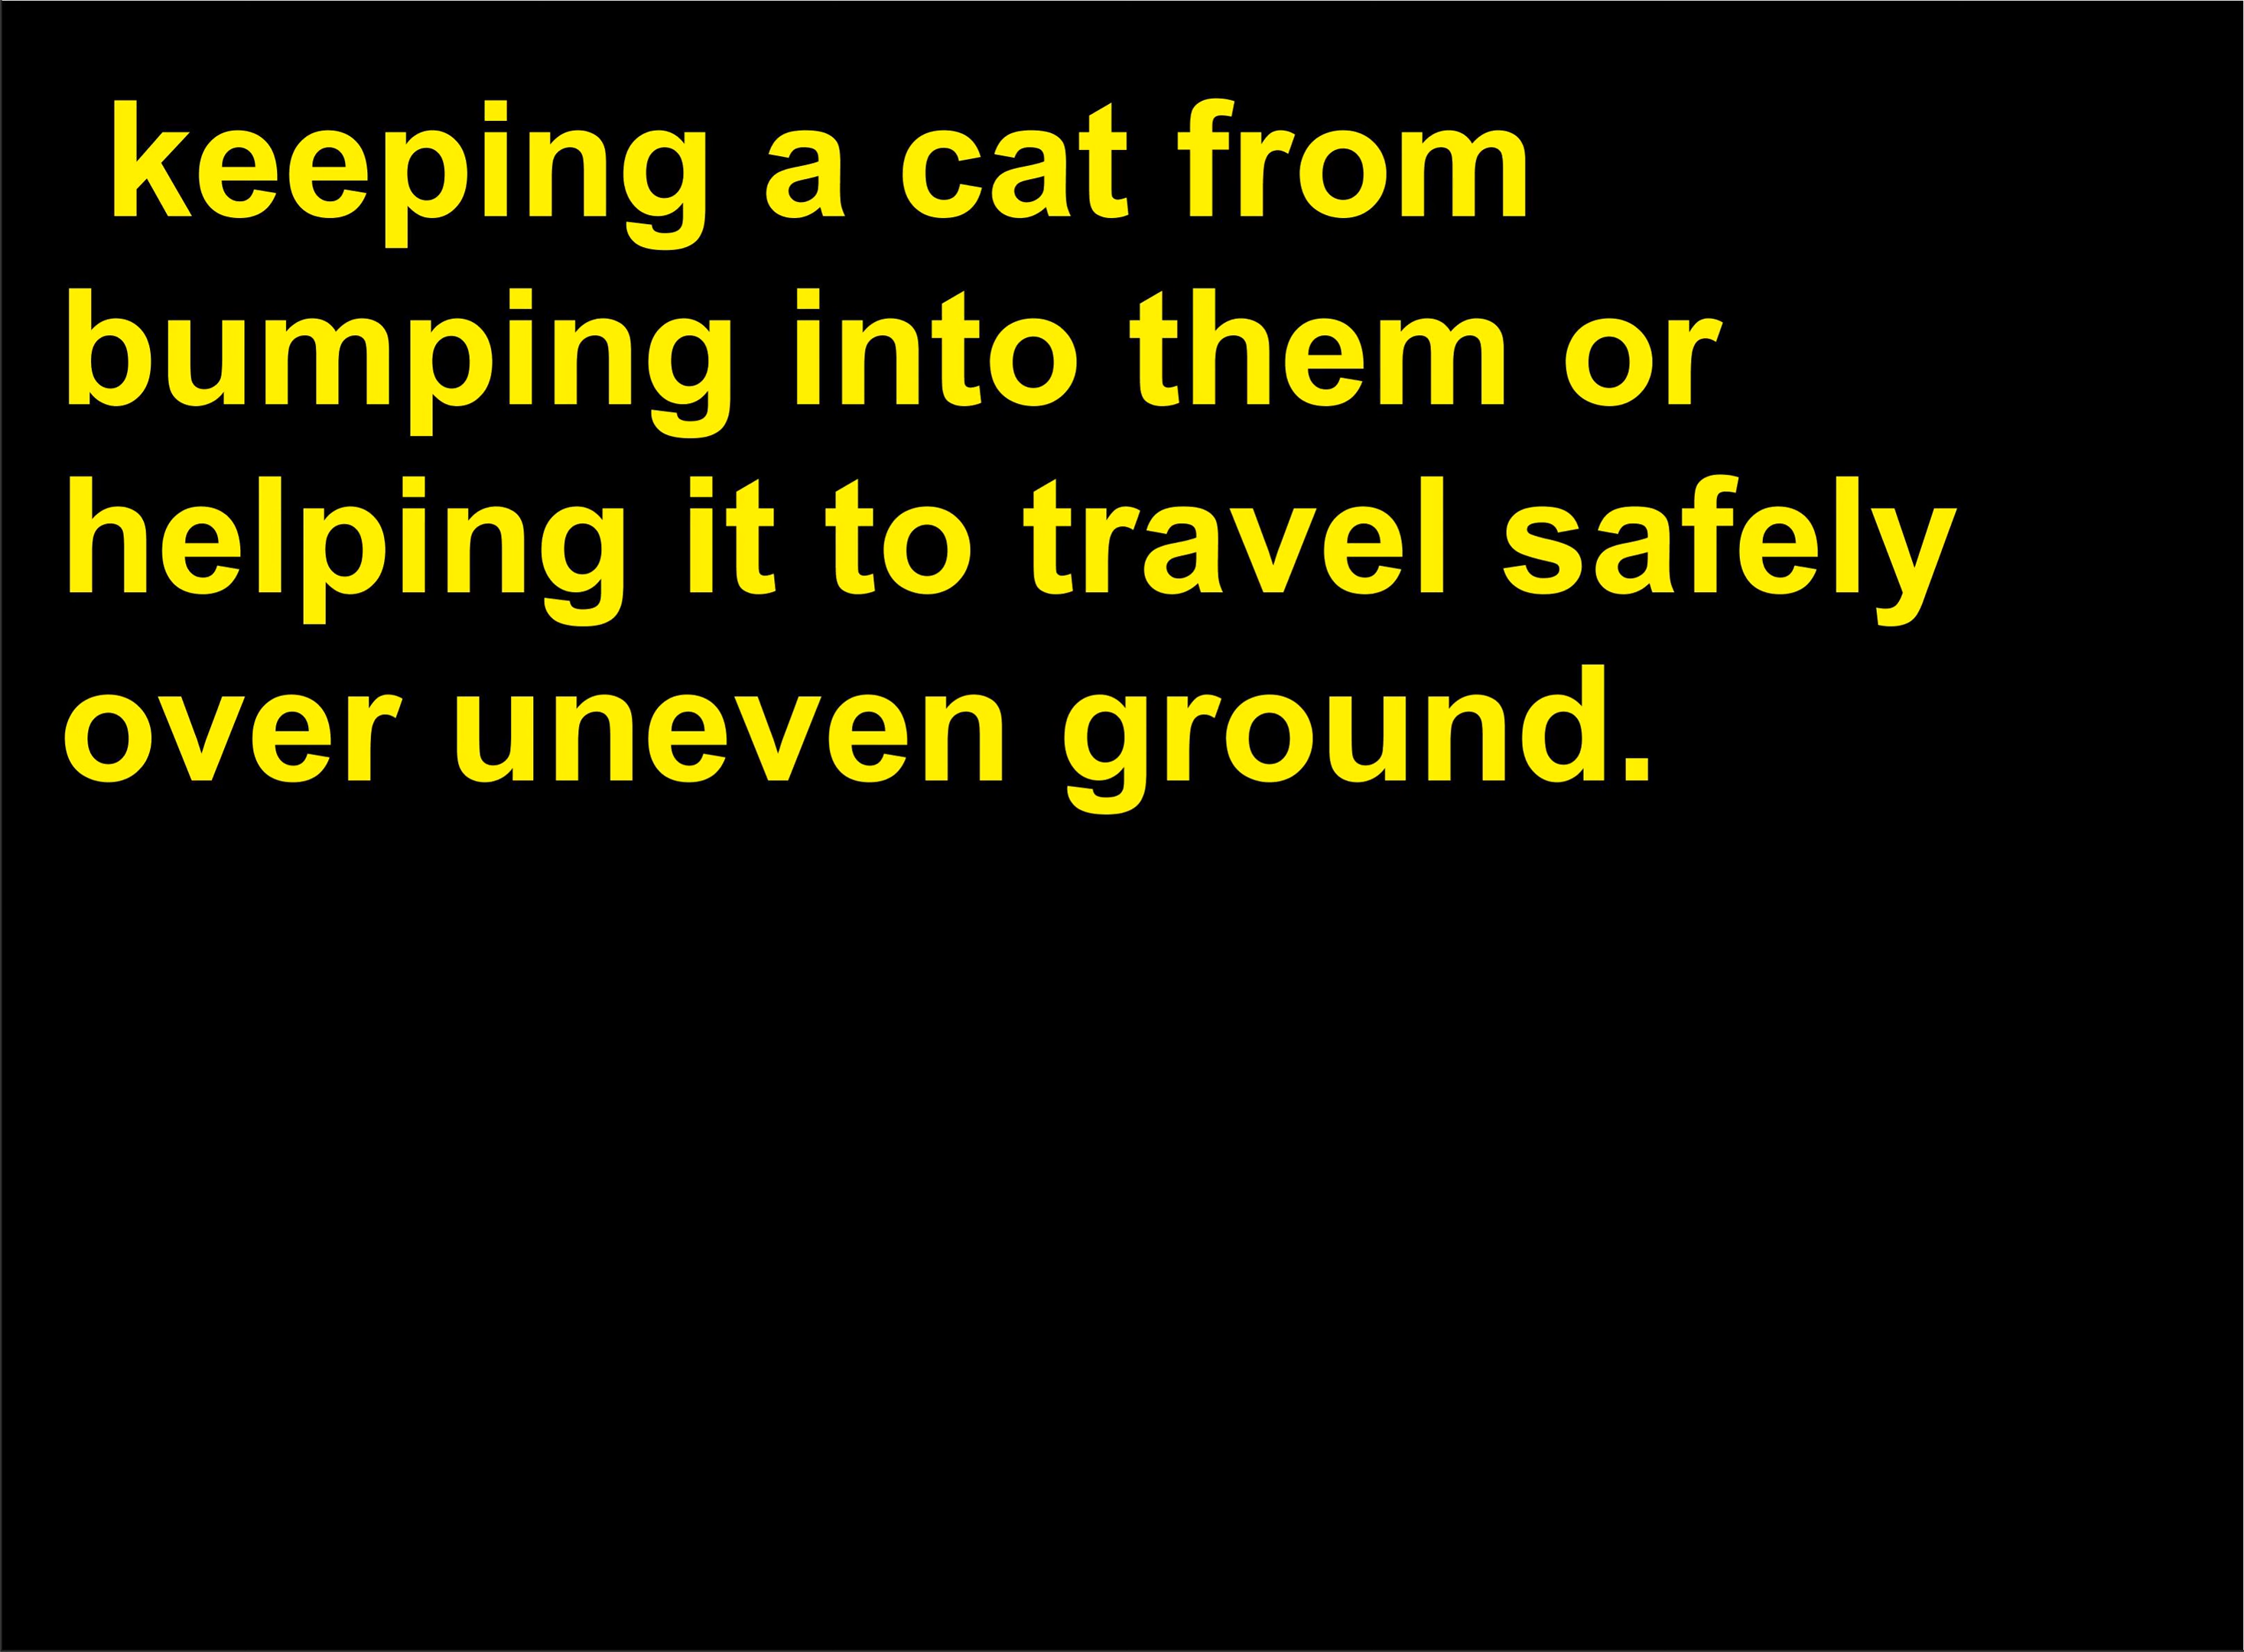 keeping a cat from
bumping into them or
helping it to travel safely
over uneven ground.